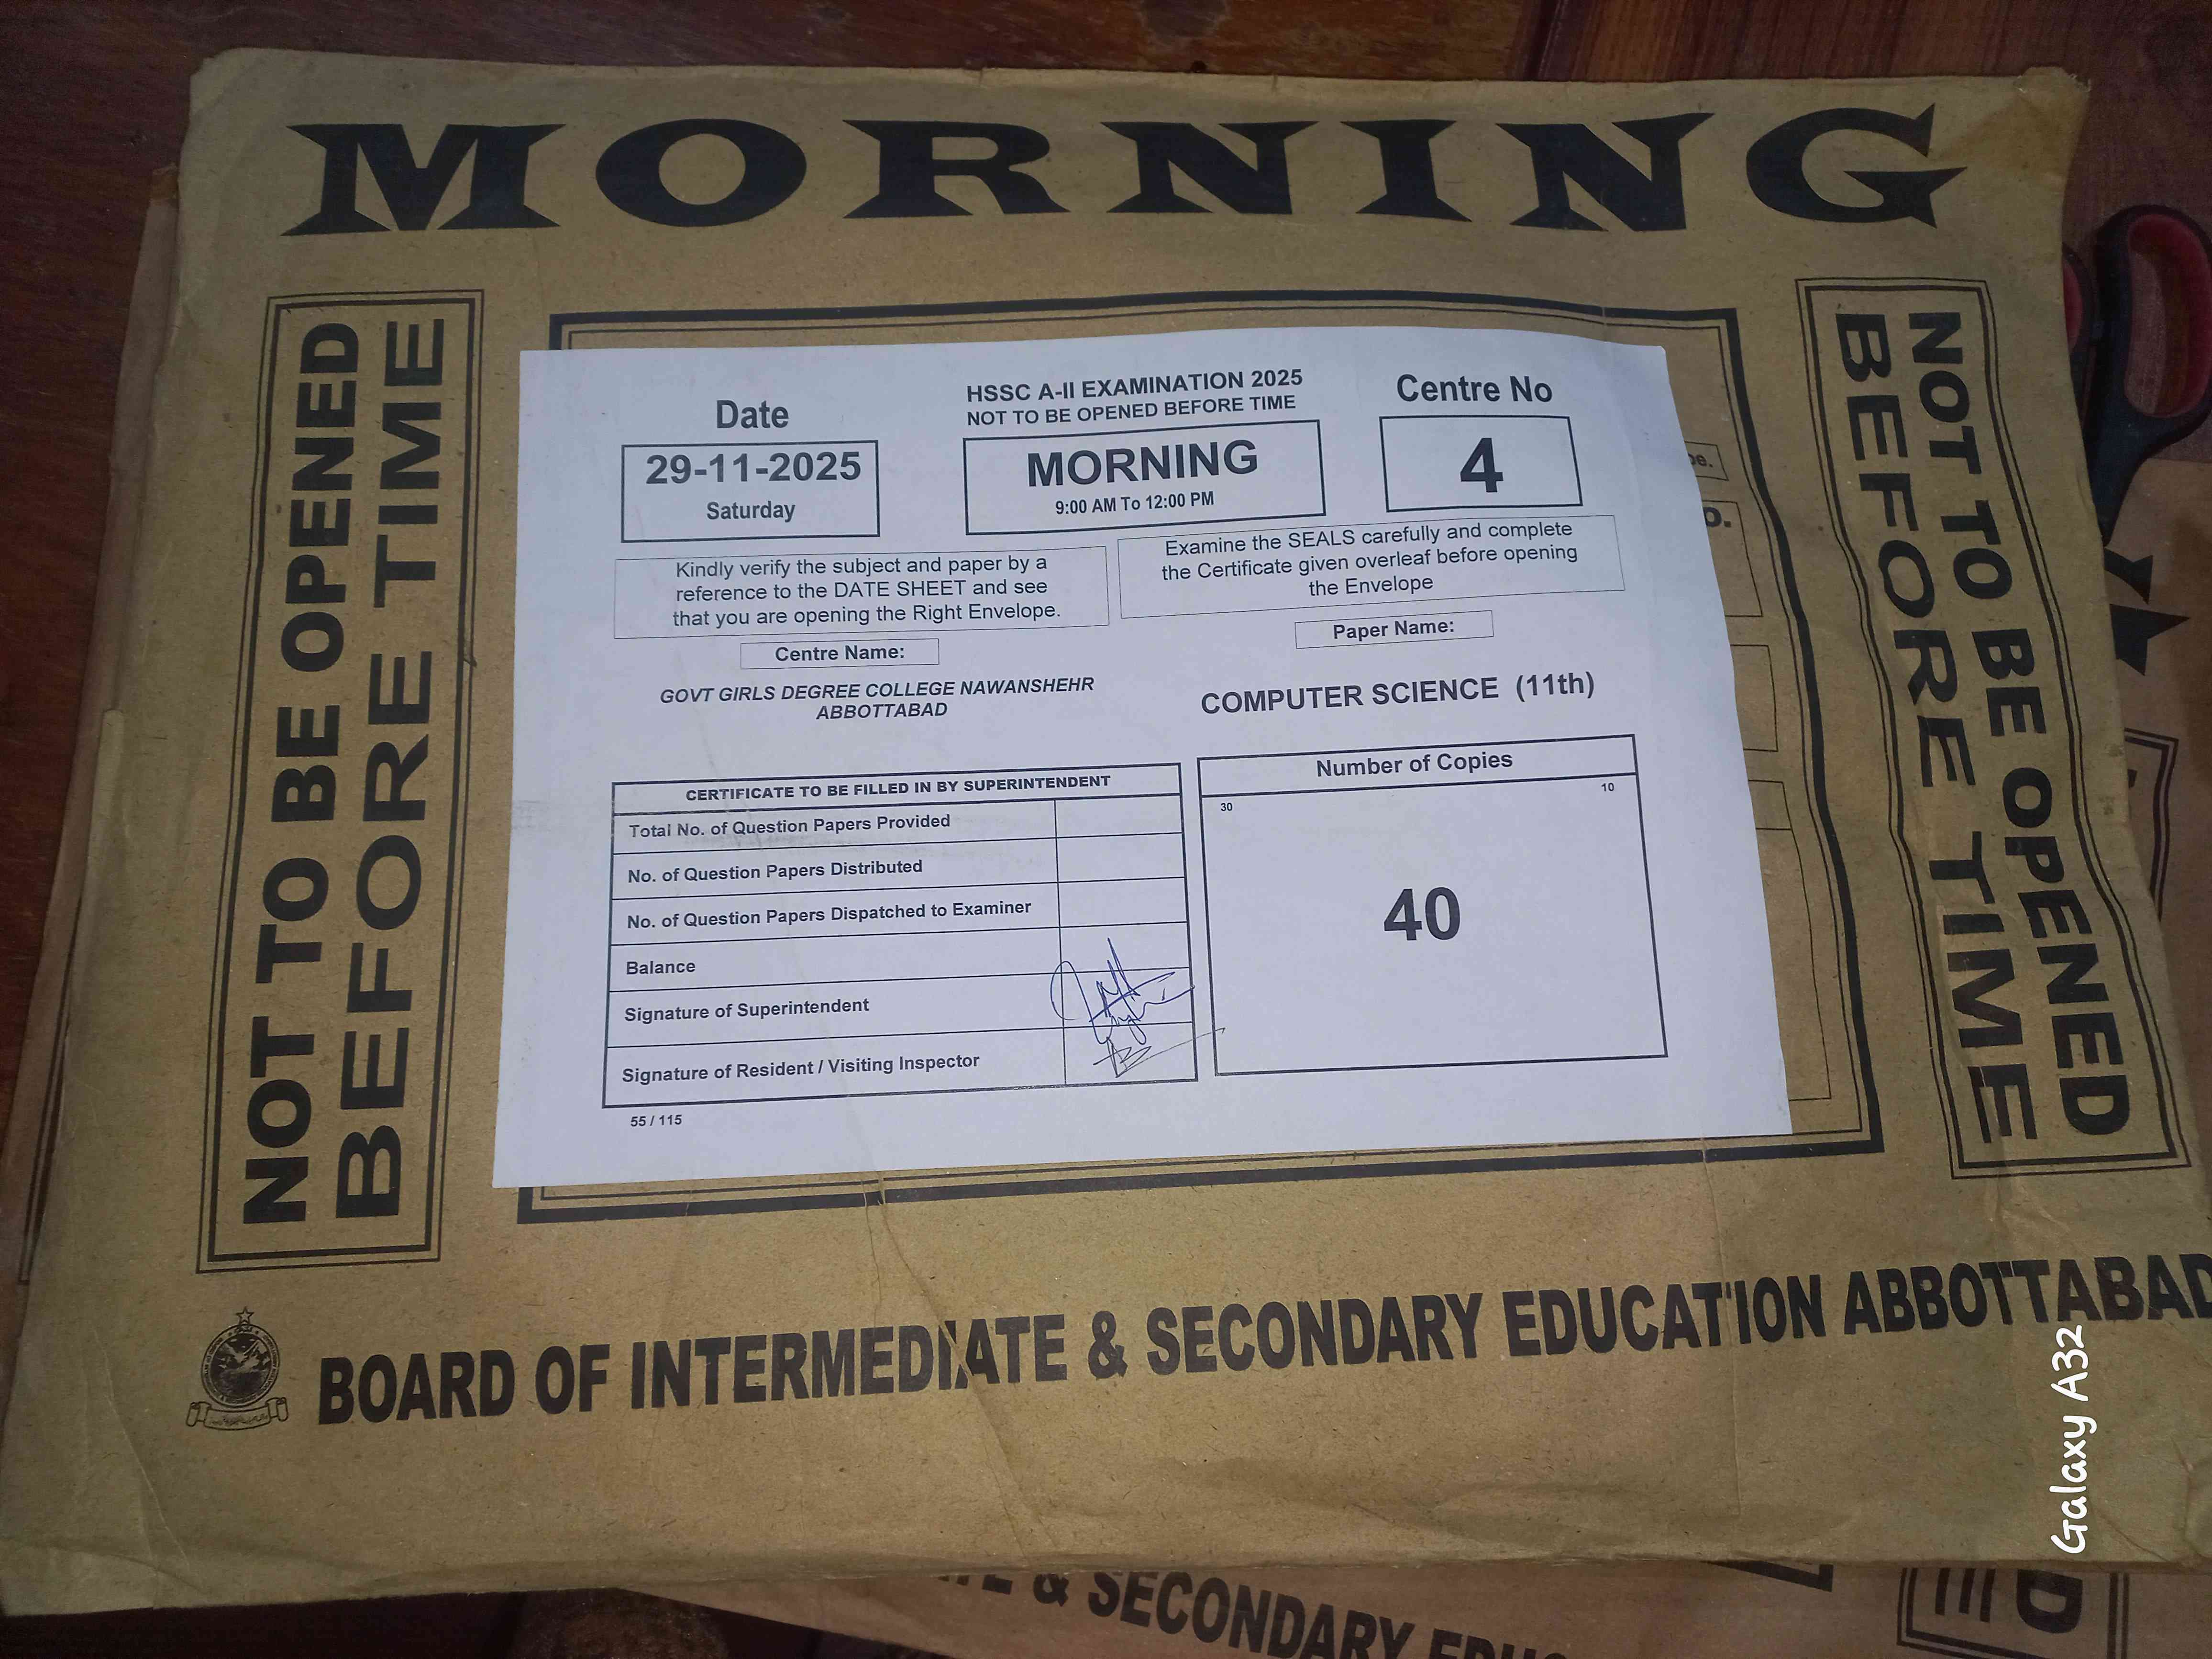 MORNING
NOT TO BE OPENED
BEFORE TIME
NOT TO BE OPENED
BEFORE TIME
Date
29-11-2025
Saturday
HSSC A-II EXAMINATION 2025
NOT TO BE OPENED BEFORE TIME
MORNING
9:00 AM To 12:00 PM
Centre No
4
Kindly verify the subject and paper by a
reference to the DATE SHEET and see
that you are opening the Right Envelope.
Examine the SEALS carefully and complete
the Certificate given overleaf before opening
the Envelope
Centre Name:
GOVT GIRLS DEGREE COLLEGE NAWANSHEHR
ABBOTTABAD
Paper Name:
COMPUTER SCIENCE (11th)
CERTIFICATE TO BE FILLED IN BY SUPERINTENDENT
Total No. of Question Papers Provided
No. of Question Papers Distributed
No. of Question Papers Dispatched to Examiner
Balance
Signature of Superintendent
Signature of Resident / Visiting Inspector
55 / 115
Number of Copies
30 10
40
BOARD OF INTERMEDIATE & SECONDARY EDUCATION ABBOTTABAD
& SECONDARY
Galaxy A32